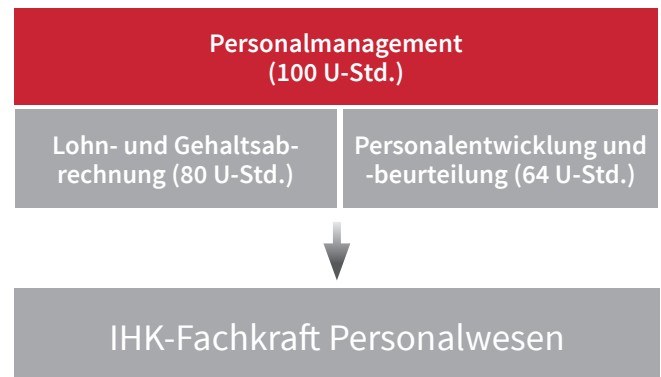 Personalmanagement
(100 U-Std.)
Lohn- und Gehaltsab-
rechnung (80 U-Std.)
Personalentwicklung und
-beurteilung (64 U-Std.)
IHK-Fachkraft Personalwesen